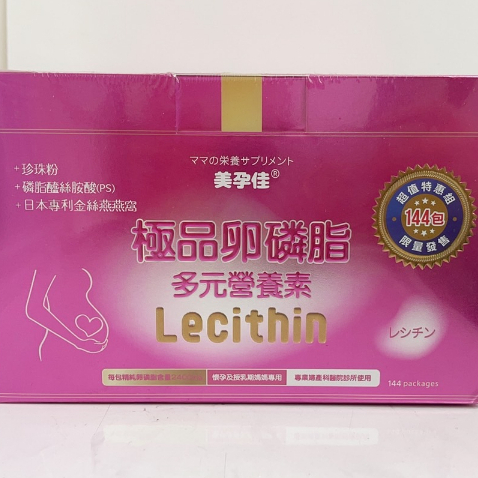 ママの栄養サプリメント
美孕佳®
+珍珠粉
+磷脂醯絲胺酸(PS)
+日本専利金絲燕燕窩
超值特惠組
144包
限量發售
極品卵磷脂
多元營養素
Lecithin
レシチン
懷孕及授乳期媽媽專用
專業婦產科醫院診所使用
144 packages